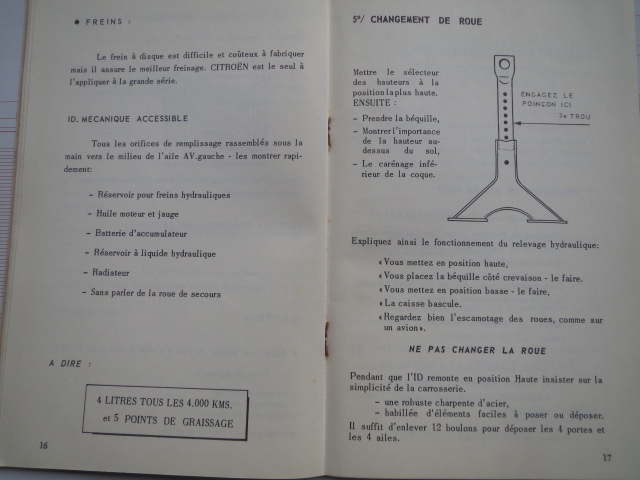 ● FREINS :
Le frein à disque est difficile et coûteux à fabriquer
mais il assure le meilleur freinage. CITROËN est le seul à
l'appliquer à la grande série.
ID. MECANIQUE ACCESSIBLE
Tous les orifices de remplissage rassemblés sous la
main vers le milieu de l'aile AV.gauche - les montrer rapi-
dement:
- Réservoir pour freins hydrauliques
- Huile moteur et jauge
- Batterie d'accumulateur
- Réservoir à liquide hydraulique
- Radiateur
- Sans parler de la roue de secours
A DIRE :
4 LITRES TOUS LES 4.000 KMS.
et 5 POINTS DE GRAISSAGE
16
5°/ CHANGEMENT DE ROUE
Mettre le sélecteur
des hauteurs à la
position la plus haute.
ENSUITE :
- Prendre la béquille,
- Montrer l'importance
de la hauteur au-
dessus du sol,
- Le carénage infé-
rieur de la coque.
ENGAGEZ LE
POINÇON ICI
3e TROU
Expliquez ainsi le fonctionnement du relevage hydraulique:
«Vous mettez en position haute,
«Vous placez la béquille côté crevaison - le faire.
«Vous mettez en position basse - le faire,
«La caisse bascule.
«Regardez bien l'escamotage des roues, comme sur
un avion».
NE PAS CHANGER LA ROUE
Pendant que l'ID remonte en position Haute insister sur la
simplicité de la carrosserie.
- une robuste charpente d'acier,
- habillée d'éléments faciles à poser ou déposer.
Il suffit d'enlever 12 boulons pour déposer les 4 portes et
les 4 ailes.
17